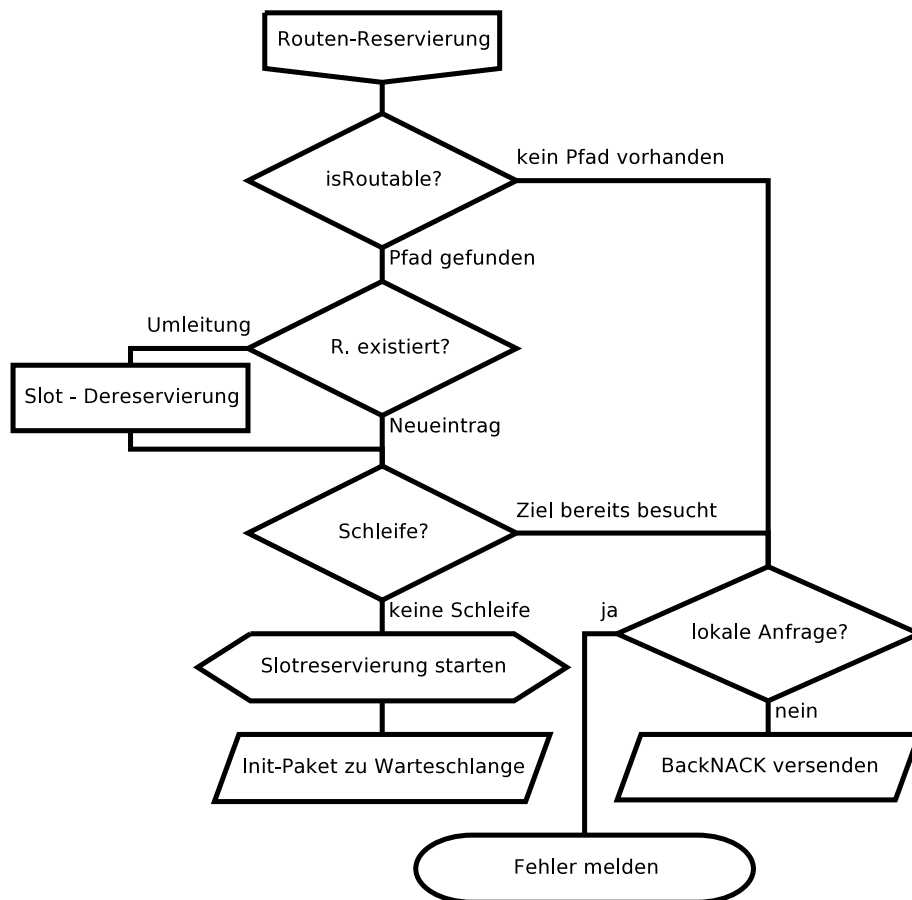 Routen-Reservierung
kein Pfad vorhanden
isRoutable?
Pfad gefunden
Umleitung
R. existiert?
Slot - Dereservierung
Neueintrag
Ziel bereits besucht
Schleife?
keine Schleife
ja
lokale Anfrage?
Slotreservierung starten
nein
Init-Paket zu Warteschlange
BackNACK versenden
Fehler melden